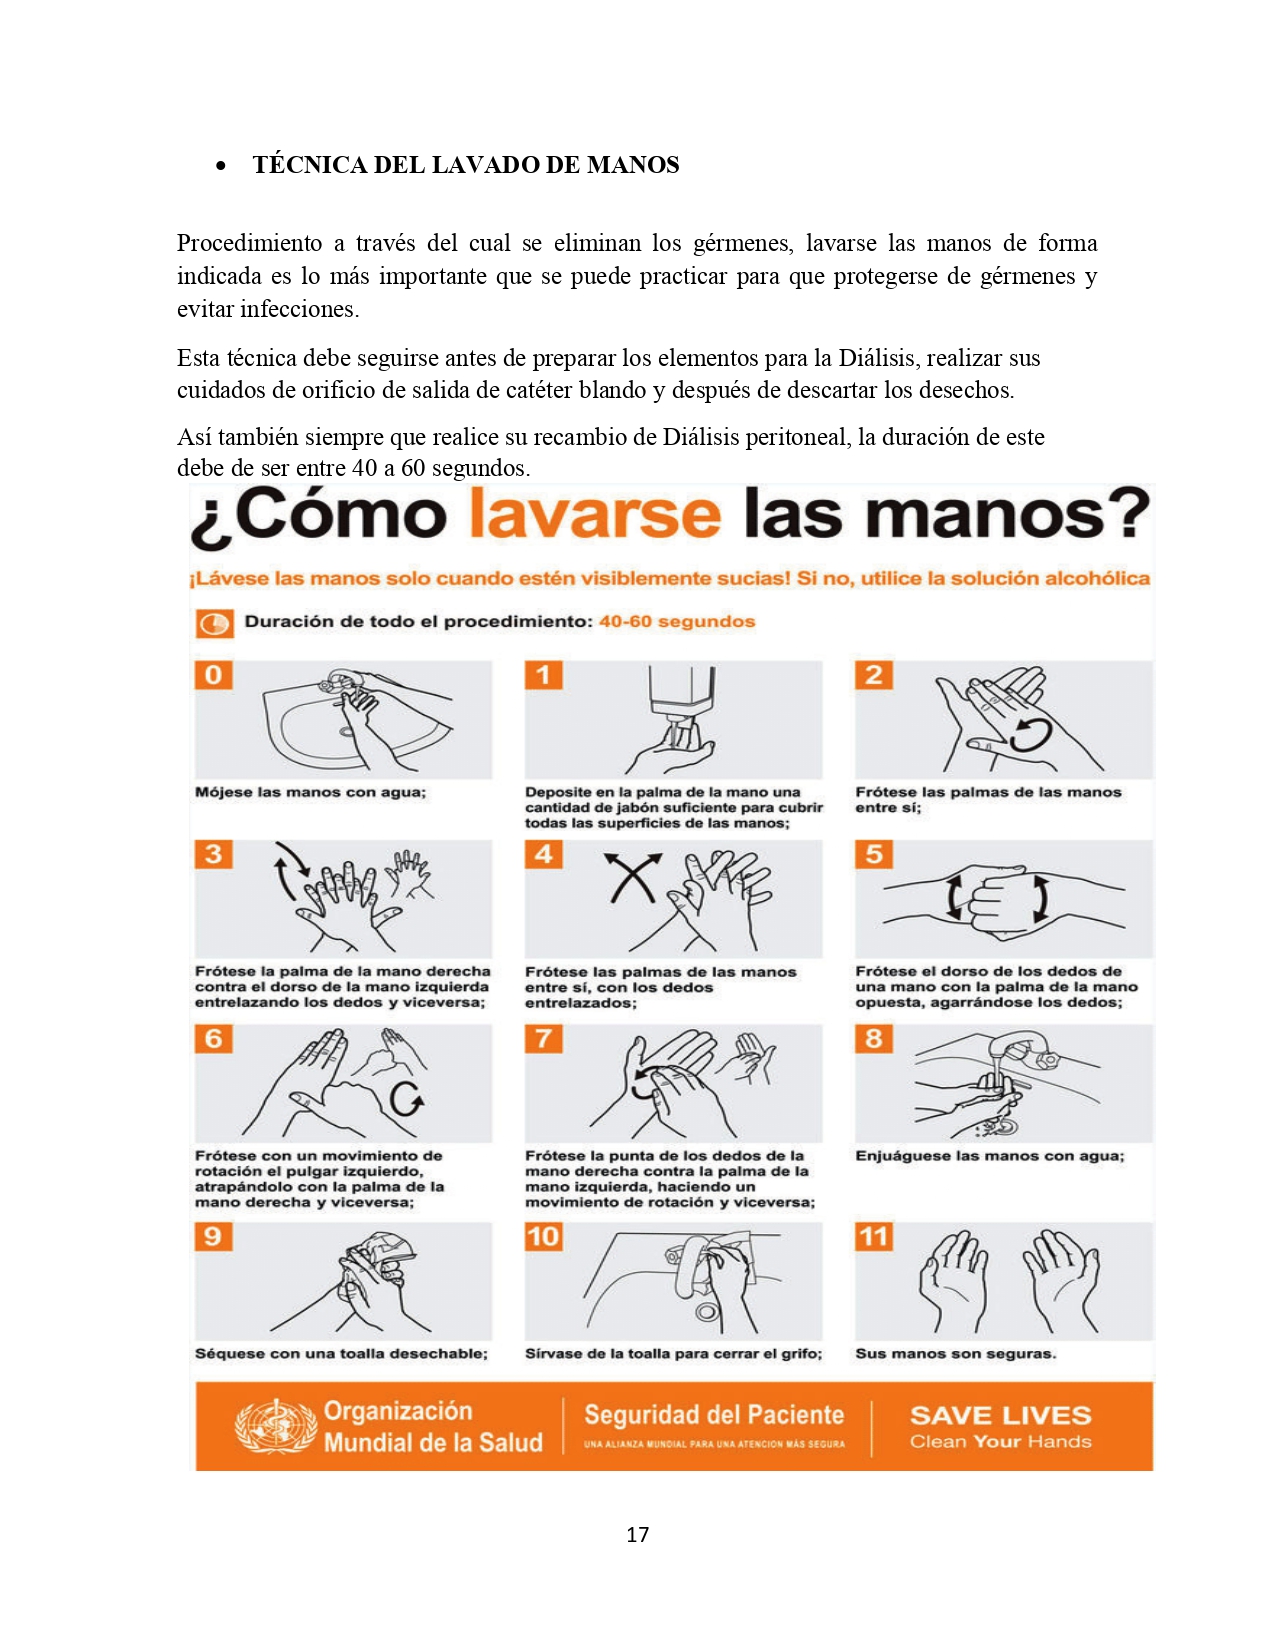 • TÉCNICA DEL LAVADO DE MANOS
Procedimiento a través del cual se eliminan los gérmenes, lavarse las manos de forma
indicada es lo más importante que se puede practicar para que protegerse de gérmenes y
evitar infecciones.
Esta técnica debe seguirse antes de preparar los elementos para la Diálisis, realizar sus
cuidados de orificio de salida de catéter blando y después de descartar los desechos.
Así también siempre que realice su recambio de Diálisis peritoneal, la duración de este
debe de ser entre 40 a 60 segundos.
¿Cómo lavarse las manos?
¡Lávese las manos solo cuando estén visiblemente sucias! Si no, utilice la solución alcohólica
Duración de todo el procedimiento: 40-60 segundos
0
Mójese las manos con agua;
1
Deposite en la palma de la mano una
cantidad de jabón suficiente para cubrir
todas las superficies de las manos;
2
Frótese las palmas de las manos
entre sí;
3
Frótese la palma de la mano derecha
contra el dorso de la mano izquierda
entrelazando los dedos y viceversa;
4
Frótese las palmas de las manos
entre sí, con los dedos
entrelazados;
5
Frótese el dorso de los dedos de
una mano con la palma de la mano
opuesta, agarrándose los dedos;
6
Frótese con un movimiento de
rotación el pulgar izquierdo,
atrapándolo con la palma de la
mano derecha y viceversa;
7
Frótese la punta de los dedos de la
mano derecha contra la palma de la
mano izquierda, haciendo un
movimiento de rotación y viceversa;
8
Enjuáguese las manos con agua;
9
Séquese con una toalla desechable;
10
Sírvase de la toalla para cerrar el grifo;
11
Sus manos son seguras.
Organización
Mundial de la Salud
Seguridad del Paciente
UNA ALIANZA MUNDIAL PARA UNA ATENCION MÁS SEGURA
SAVE LIVES
Clean Your Hands
17